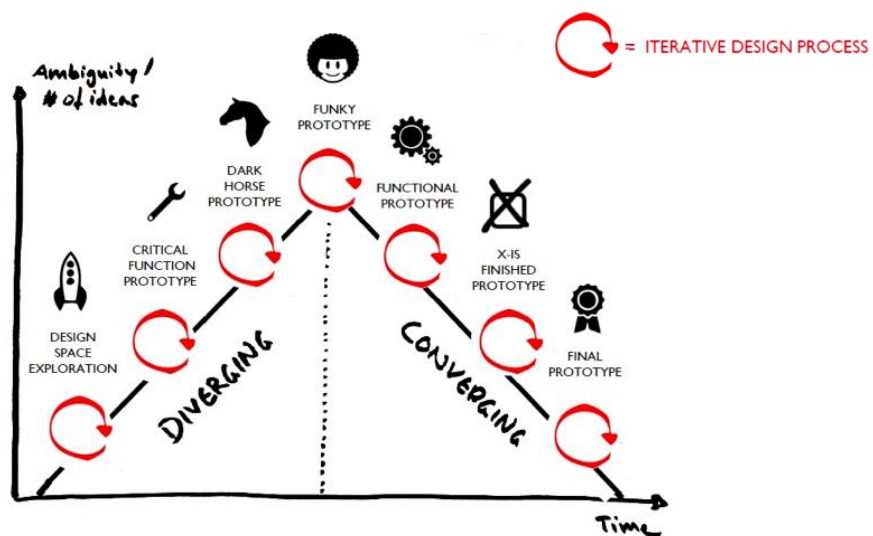 = ITERATIVE DESIGN PROCESS
Ambiguity/
# of ideas
FUNKY
PROTOTYPE
DARK
HORSE
PROTOTYPE
FUNCTIONAL
PROTOTYPE
CRITICAL
FUNCTION
PROTOTYPE
X-IS
FINISHED
PROTOTYPE
DESIGN
SPACE
EXPLORATION
FINAL
PROTOTYPE
DIVERGING
CONVERGING
Time